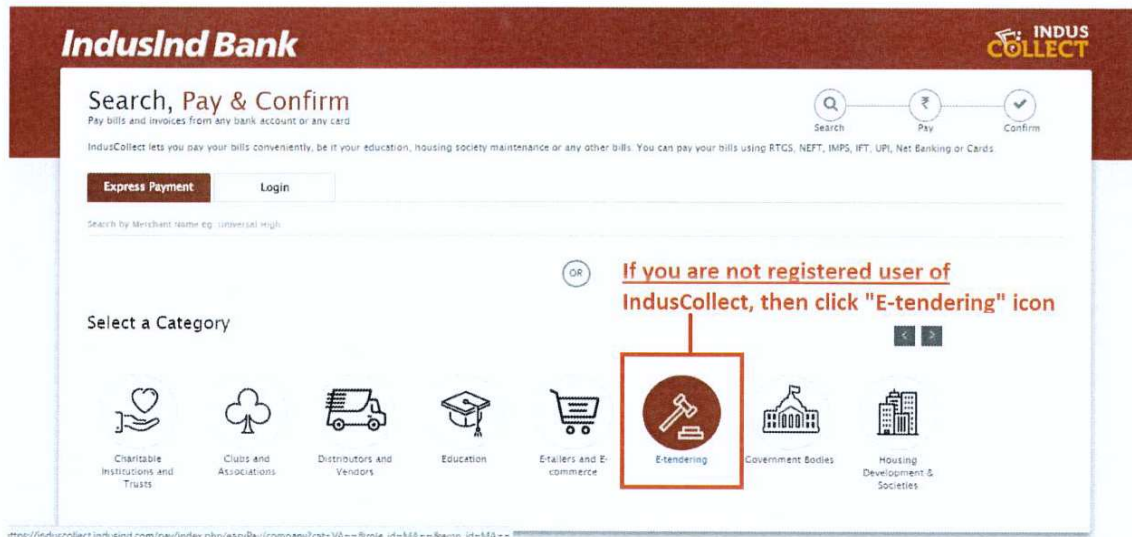 IndusInd Bank
INDUS
COLLECT
Search, Pay & Confirm
Pay bills and invoices from any bank account or any card
Search
Pay
Confirm
IndusCollect lets you pay your bills conveniently, be it your education, housing society maintenance or any other bills. You can pay your bills using RTGS, NEFT, IMPS, IFT, UPI, Net Banking or Cards.
Express Payment
Login
Search by Merchant Name eg. Universal High
OR
If you are not registered user of
IndusCollect, then click "E-tendering" icon
Select a Category
< >
Charitable
Institutions and
Trusts
Clubs and
Associations
Distributors and
Vendors
Education
E-tailers and E-
commerce
E-tendering
Government Bodies
Housing
Development &
Societies